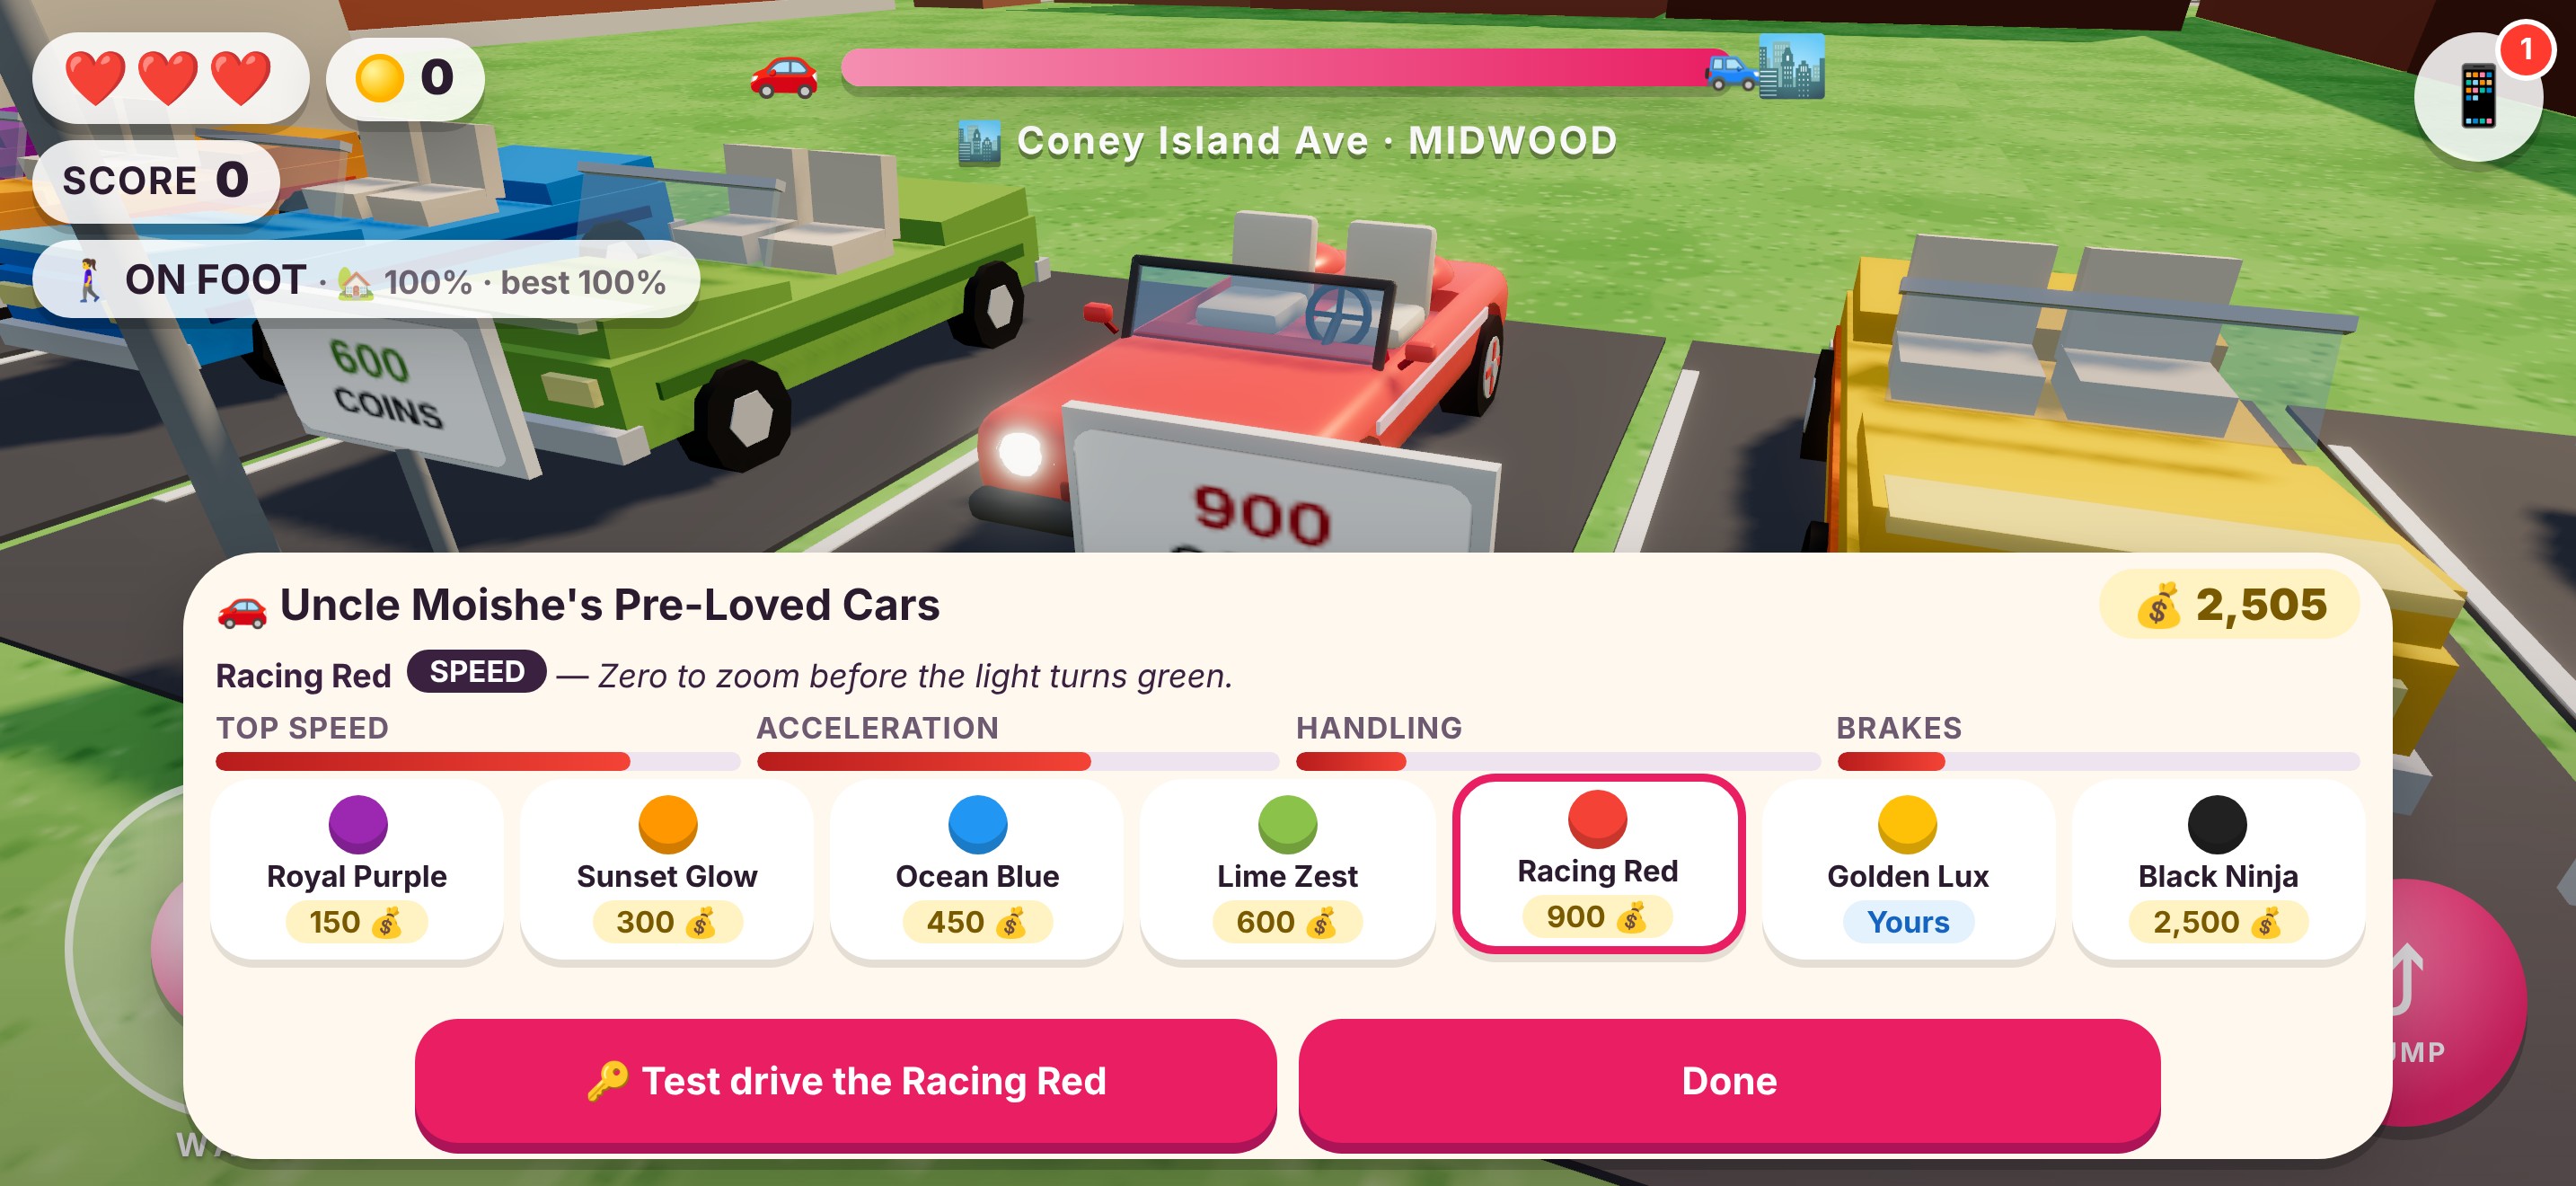 0
1
Coney Island Ave · MIDWOOD
SCORE 0
ON FOOT · 100% · best 100%
600
COINS
900
Uncle Moishe's Pre-Loved Cars
2,505
Racing Red SPEED — Zero to zoom before the light turns green.
TOP SPEED
ACCELERATION
HANDLING
BRAKES
Royal Purple
150
Sunset Glow
300
Ocean Blue
450
Lime Zest
600
Racing Red
900
Golden Lux
Yours
Black Ninja
2,500
Test drive the Racing Red
Done